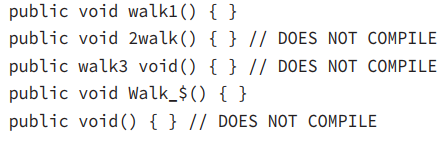 public void walk1() { }
public void 2walk() { } // DOES NOT COMPILE
public walk3 void() { } // DOES NOT COMPILE
public void Walk_$() { }
public void() { } // DOES NOT COMPILE